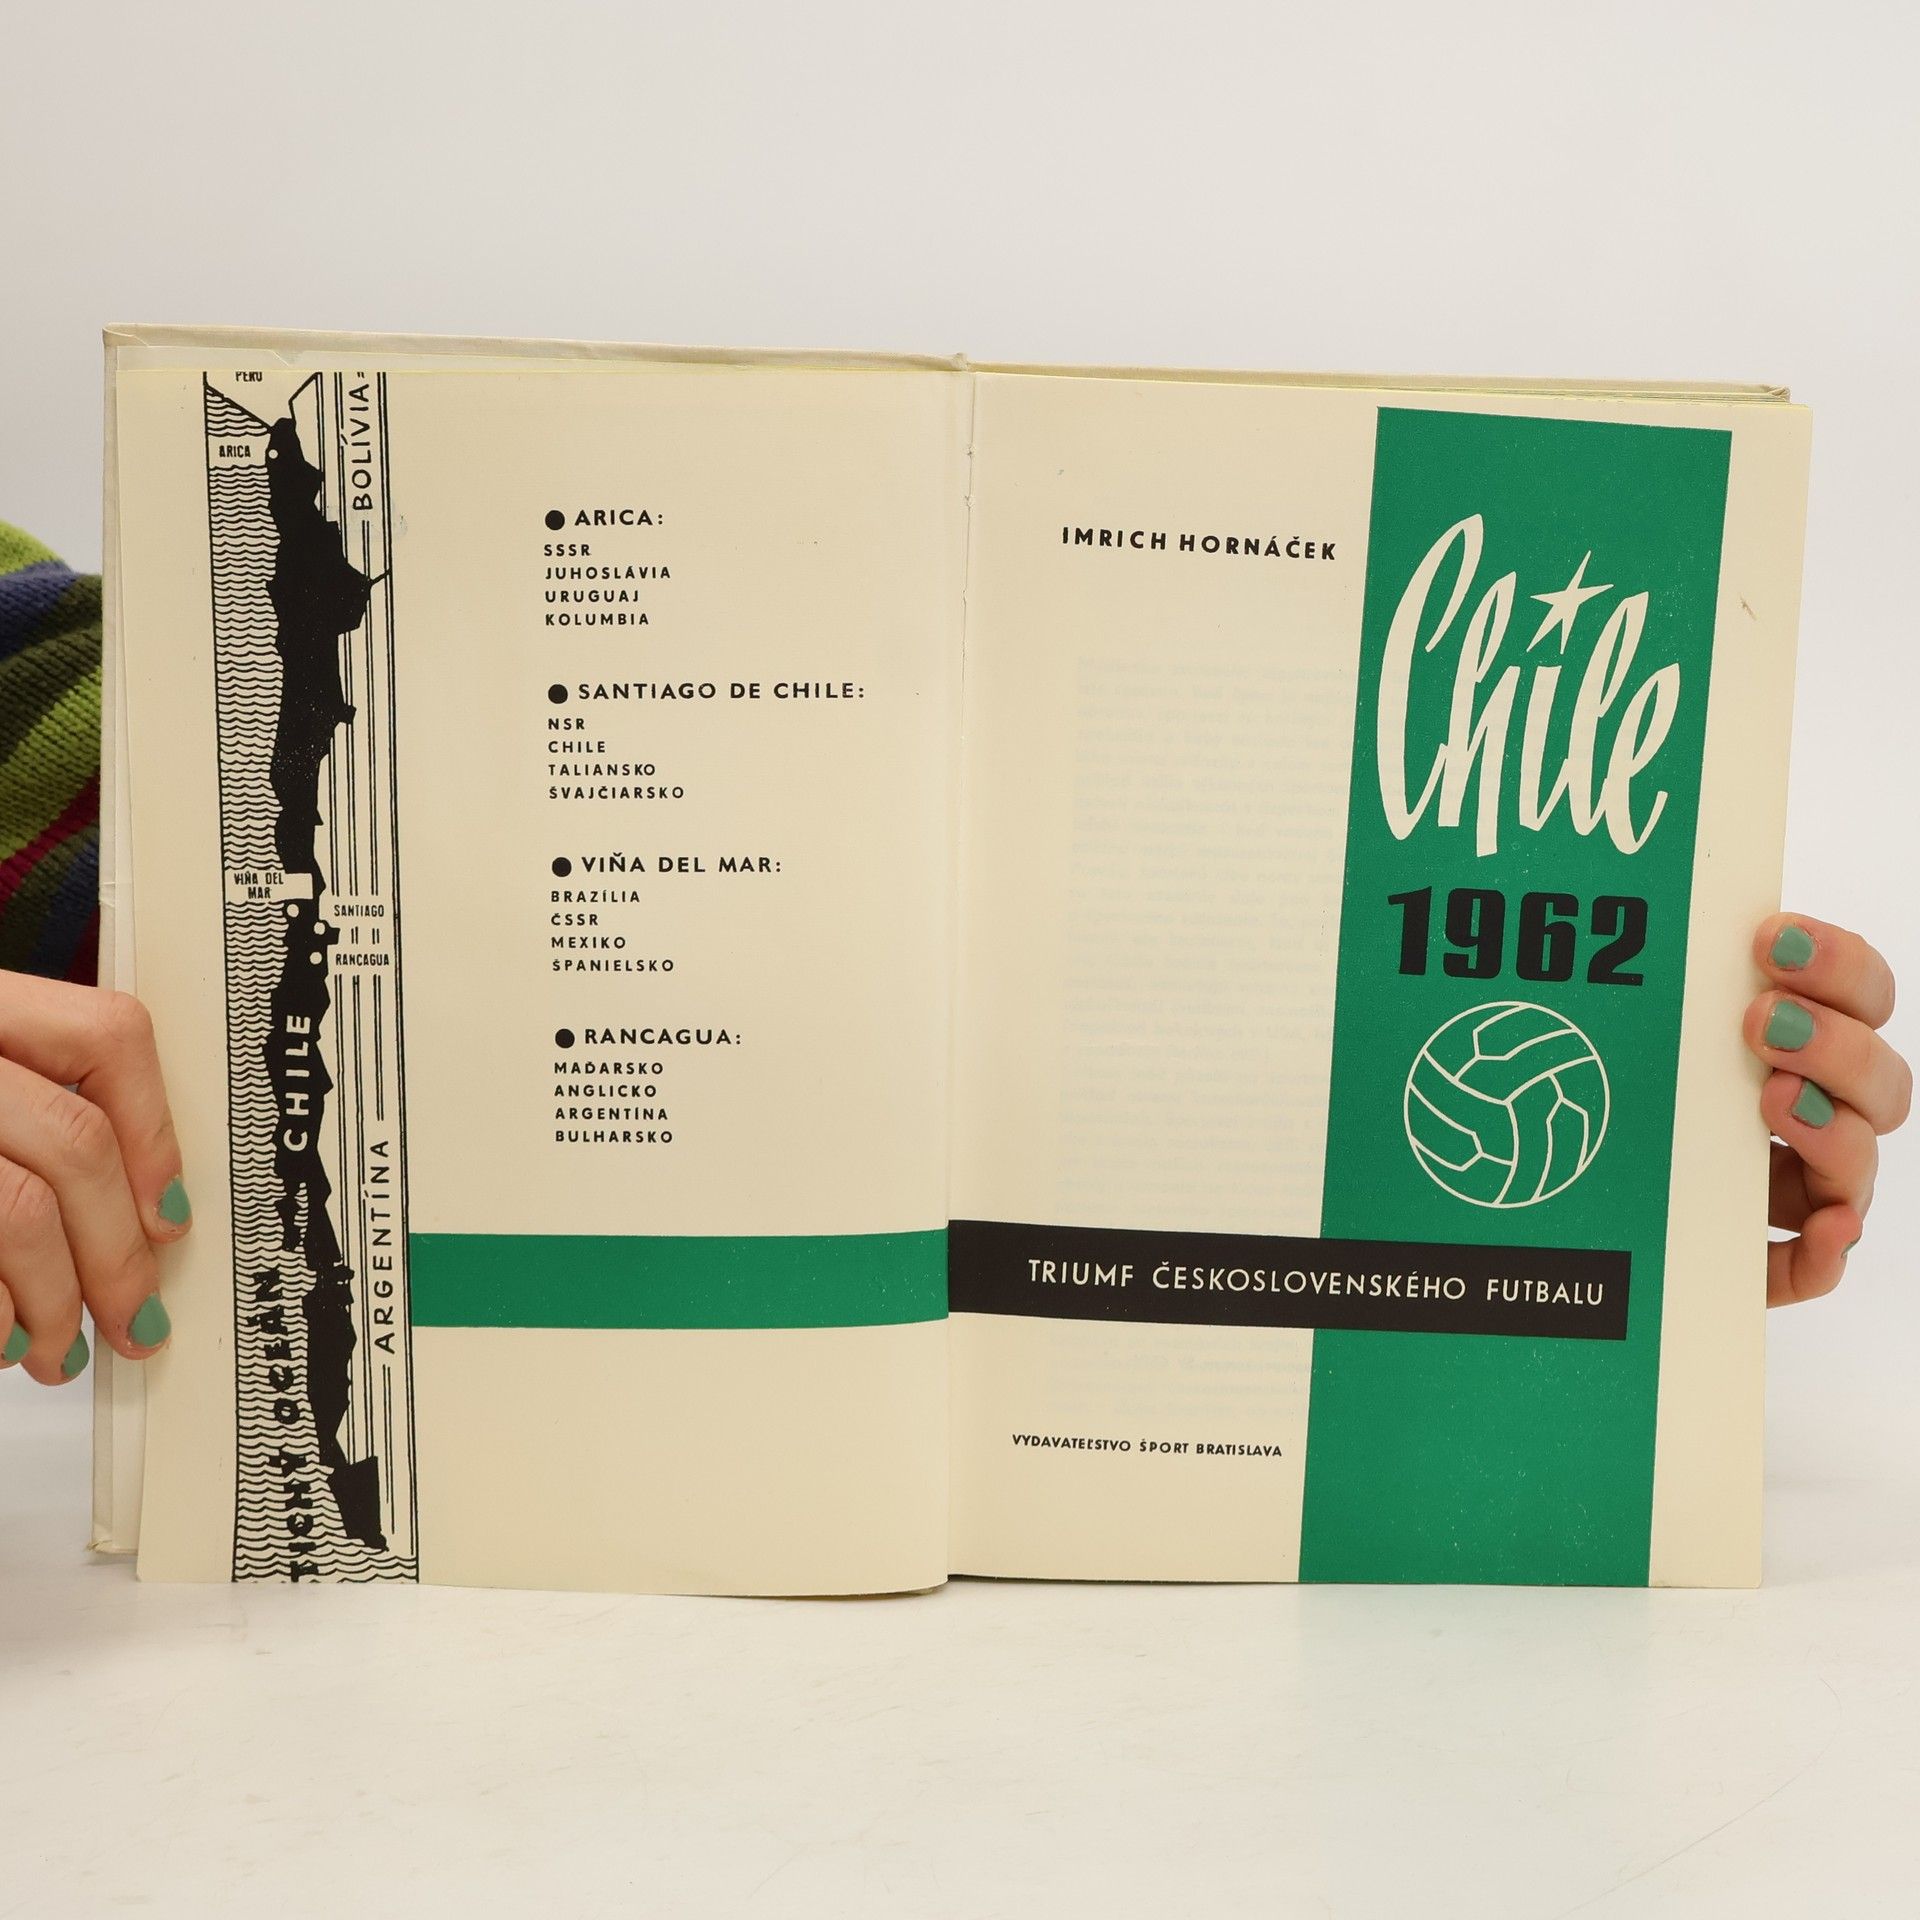 PERU
BOLÍVIA
ARICA
VIÑA DEL
MAR
SANTIAGO
RANCAGUA
CHILE
ARGENTÍNA
TICHÝ OCEÁN
● ARICA:
SSSR
JUHOSLÁVIA
URUGUAJ
KOLUMBIA
● SANTIAGO DE CHILE:
NSR
CHILE
TALIANSKO
ŠVAJČIARSKO
● VIÑA DEL MAR:
BRAZÍLIA
ČSSR
MEXIKO
ŠPANIELSKO
● RANCAGUA:
MAĎARSKO
ANGLICKO
ARGENTÍNA
BULHARSKO
IMRICH HORNÁČEK
Chile
1962
TRIUMF ČESKOSLOVENSKÉHO FUTBALU
VYDAVATEĽSTVO ŠPORT BRATISLAVA